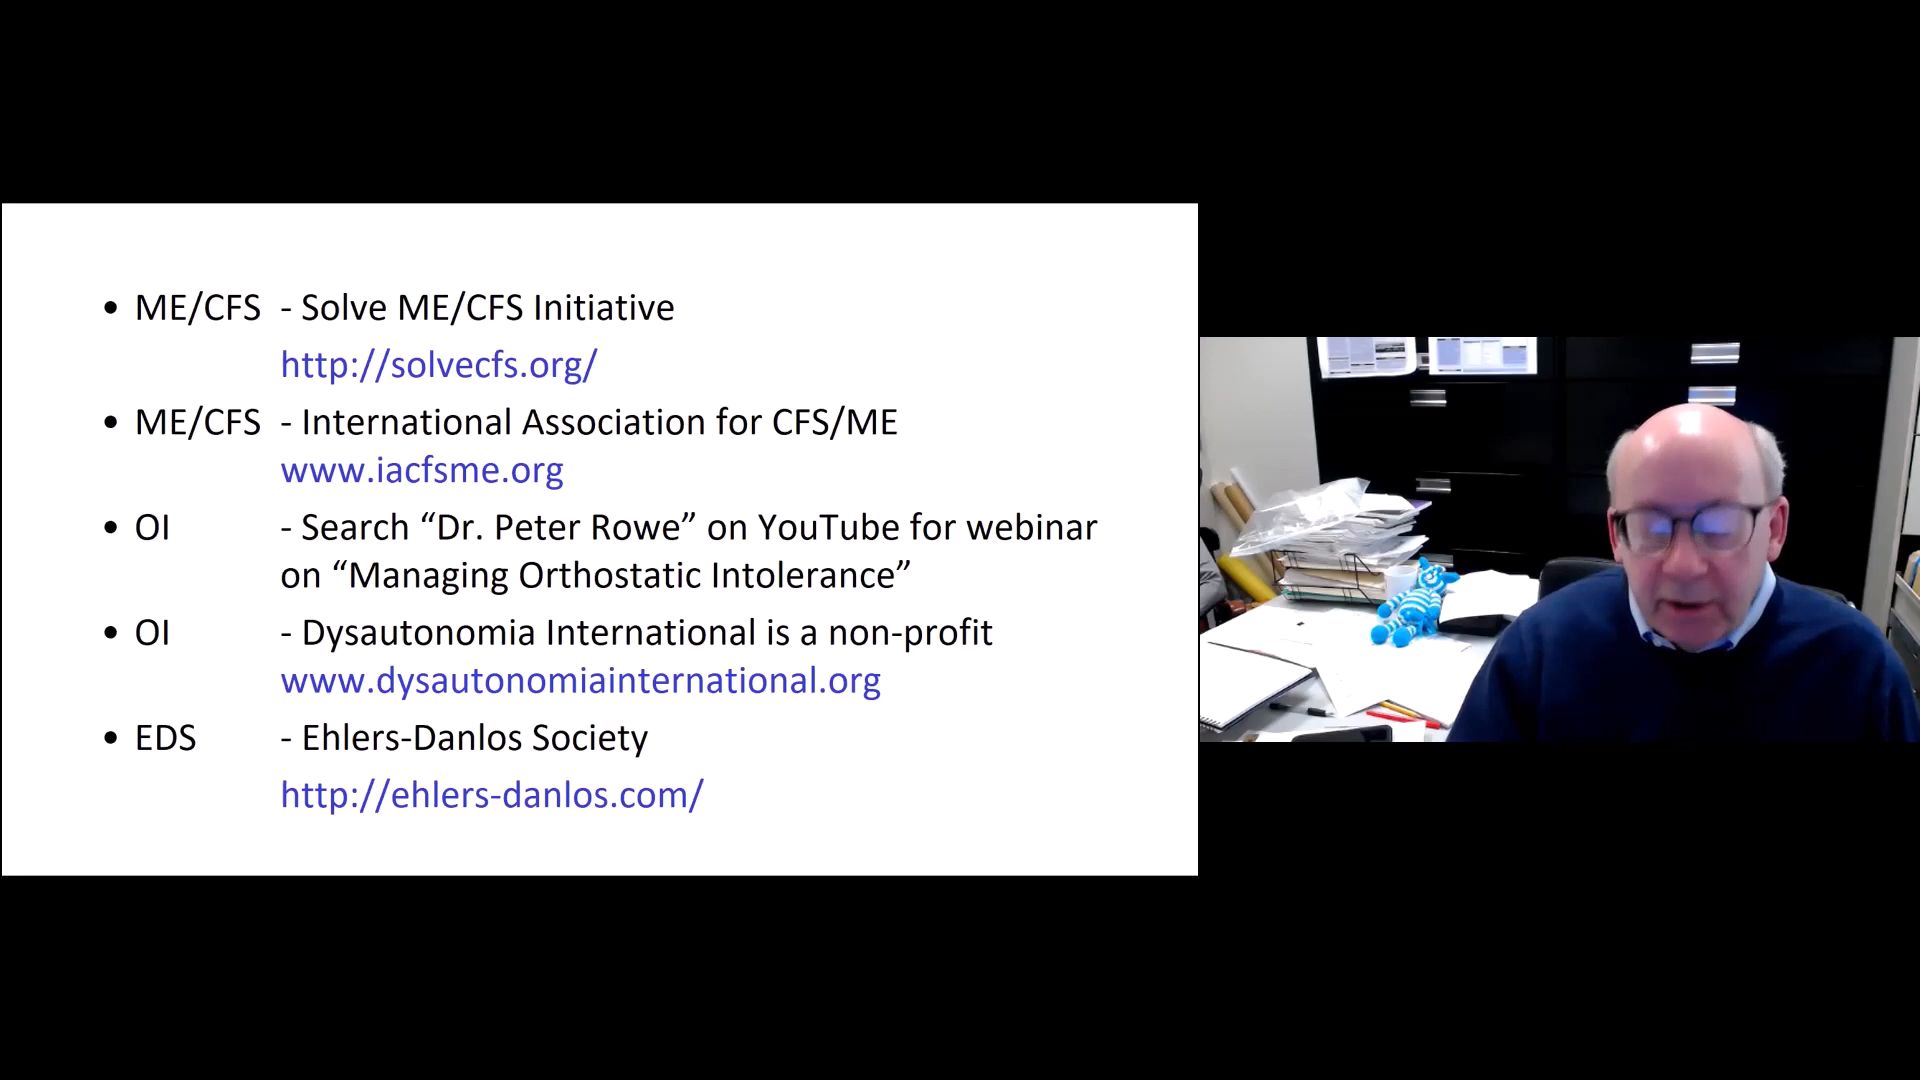 • ME/CFS - Solve ME/CFS Initiative
http://solvecfs.org/
• ME/CFS - International Association for CFS/ME
www.iacfsme.org
• OI - Search “Dr. Peter Rowe” on YouTube for webinar
on “Managing Orthostatic Intolerance”
• OI - Dysautonomia International is a non-profit
www.dysautonomiainternational.org
• EDS - Ehlers-Danlos Society
http://ehlers-danlos.com/